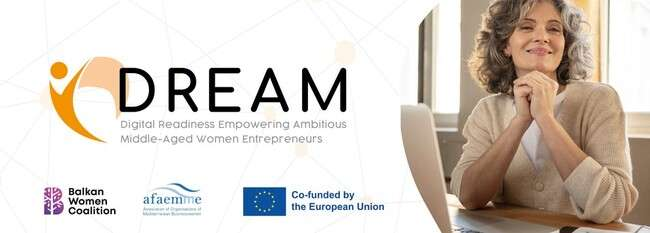 DREAM
Digital Readiness Empowering Ambitious
Middle-Aged Women Entrepreneurs
Balkan
Women
Coalition
afaemme
Association of Organisations of
Mediterranean Businesswomen
Co-funded by
the European Union